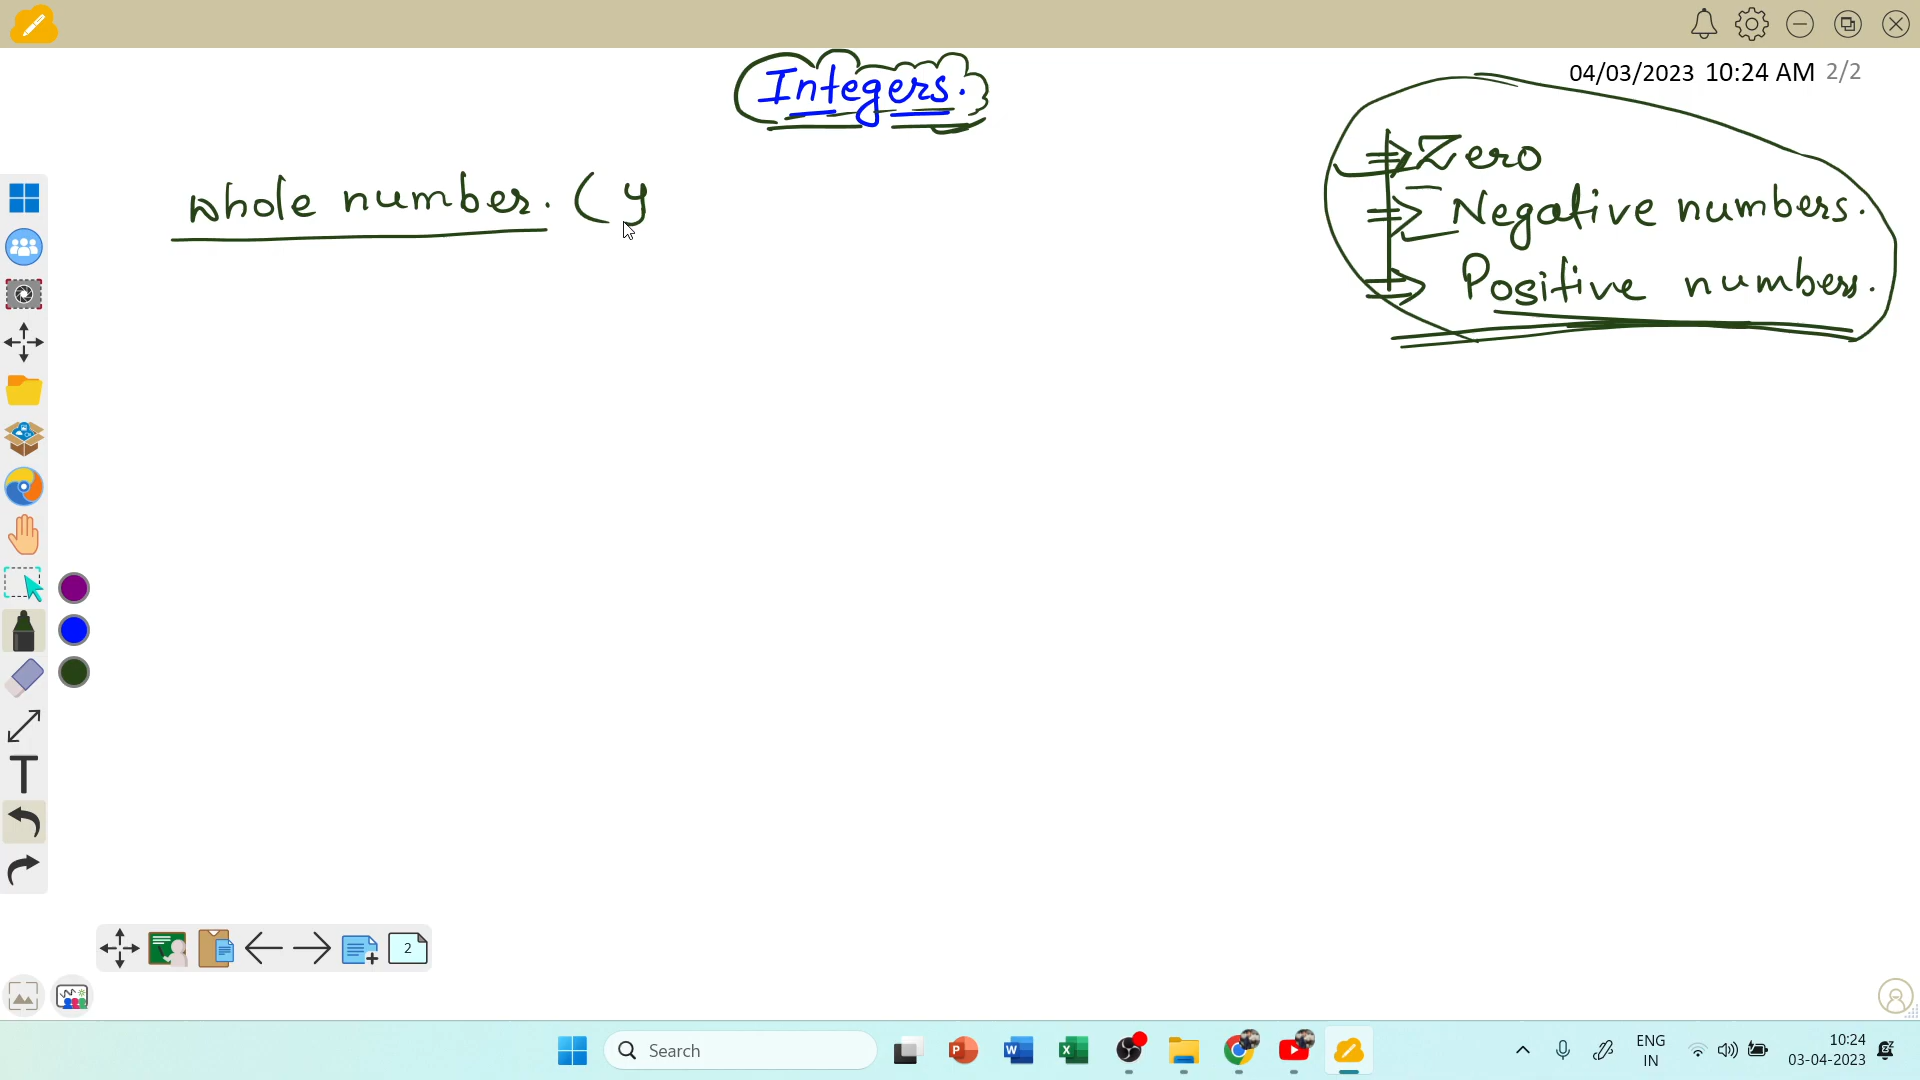 04/03/2023 10:24 AM 2/2
Integers.
whole number. ( y
Zero
Negative numbers.
Positive numbers.
2
Search
ENG
IN
10:24
03-04-2023